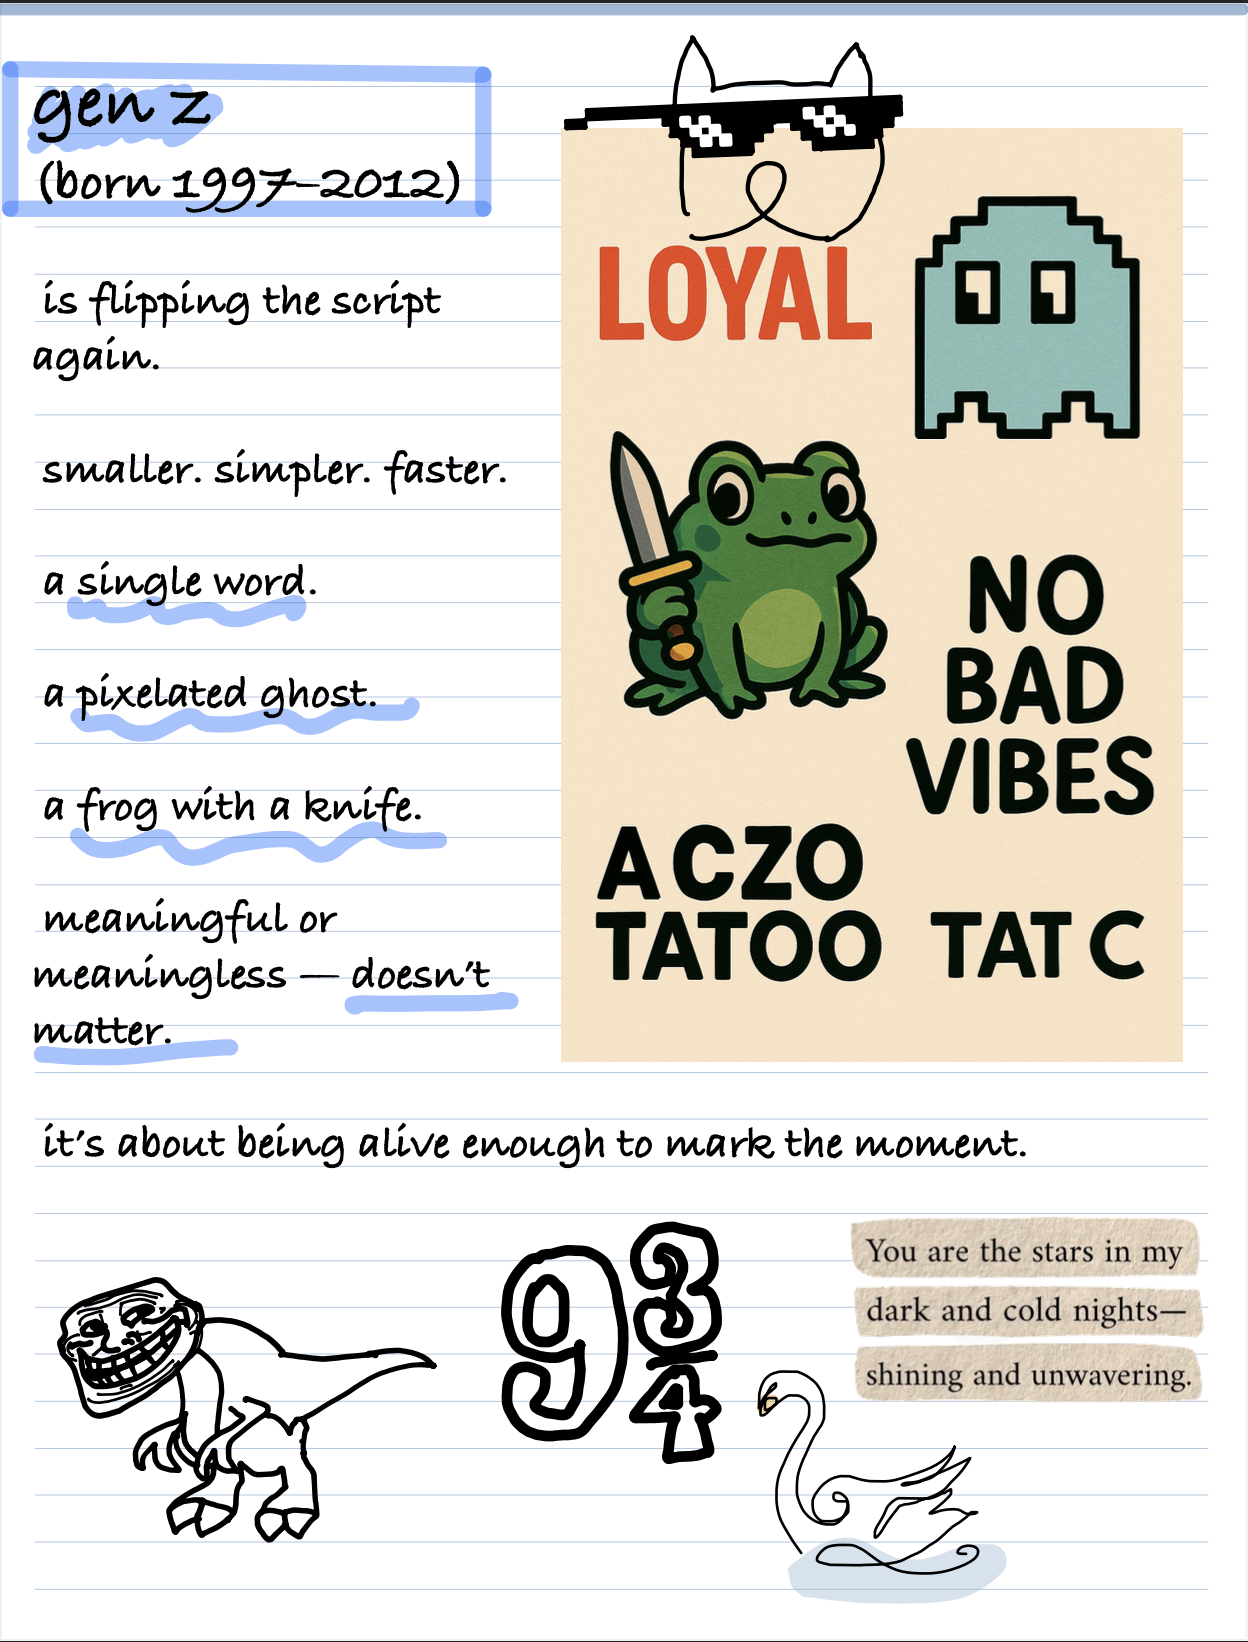 gen z
(born 1997–2012)
is flipping the script
again.
smaller. simpler. faster.
a single word.
a pixelated ghost.
a frog with a knife.
meaningful or
meaningless — doesn't
matter.
LOYAL
NO
BAD
VIBES
A CZO
TATOO
TAT C
it's about being alive enough to mark the moment.
9 3/4
You are the stars in my
dark and cold nights—
shining and unwavering.